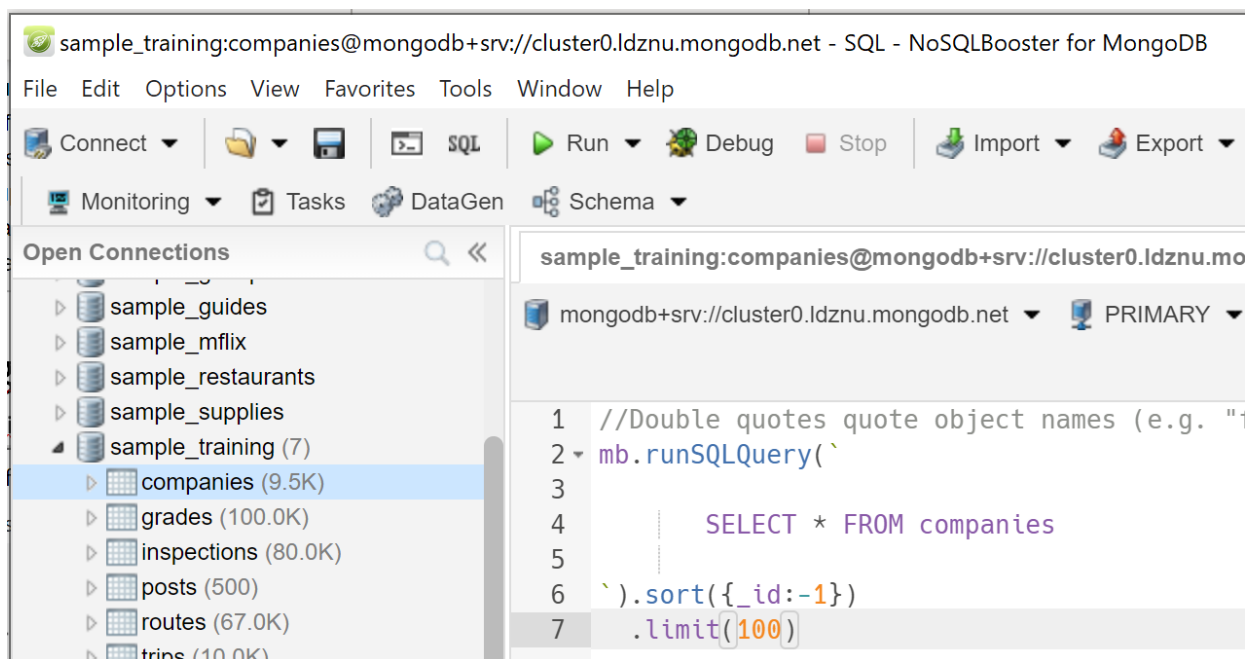 sample_training:companies@mongodb+srv://cluster0.ldznu.mongodb.net - SQL - NoSQLBooster for MongoDB
File Edit Options View Favorites Tools Window Help
Connect SQL Run Debug Stop Import Export
Monitoring Tasks DataGen Schema
Open Connections
sample_guides
sample_mflix
sample_restaurants
sample_supplies
sample_training (7)
companies (9.5K)
grades (100.0K)
inspections (80.0K)
posts (500)
routes (67.0K)
trips (10.0K)
sample_training:companies@mongodb+srv://cluster0.ldznu.mo
mongodb+srv://cluster0.ldznu.mongodb.net PRIMARY
1 //Double quotes quote object names (e.g. "f
2 mb.runSQLQuery(`
3
4 SELECT * FROM companies
5
6 `).sort({_id:-1})
7 .limit(100)